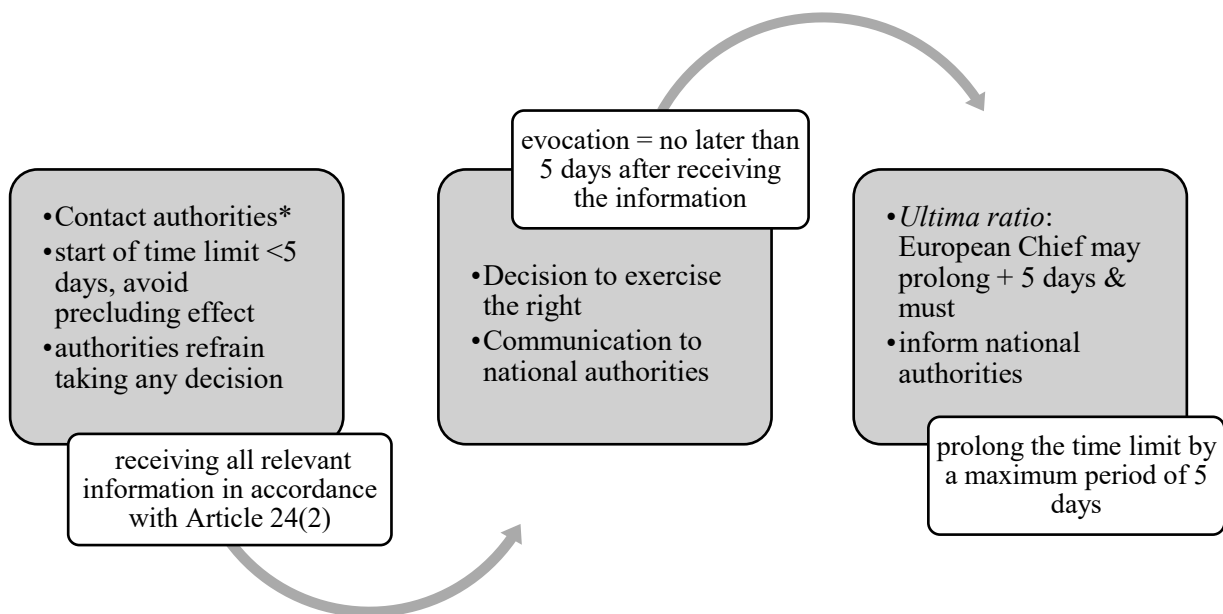 •Contact authorities*
•start of time limit <5
days, avoid
precluding effect
•authorities refrain
taking any decision
receiving all relevant
information in accordance
with Article 24(2)
evocation = no later than
5 days after receiving
the information
•Decision to exercise
the right
•Communication to
national authorities
•Ultima ratio:
European Chief may
prolong + 5 days &
must
•inform national
authorities
prolong the time limit by
a maximum period of 5
days